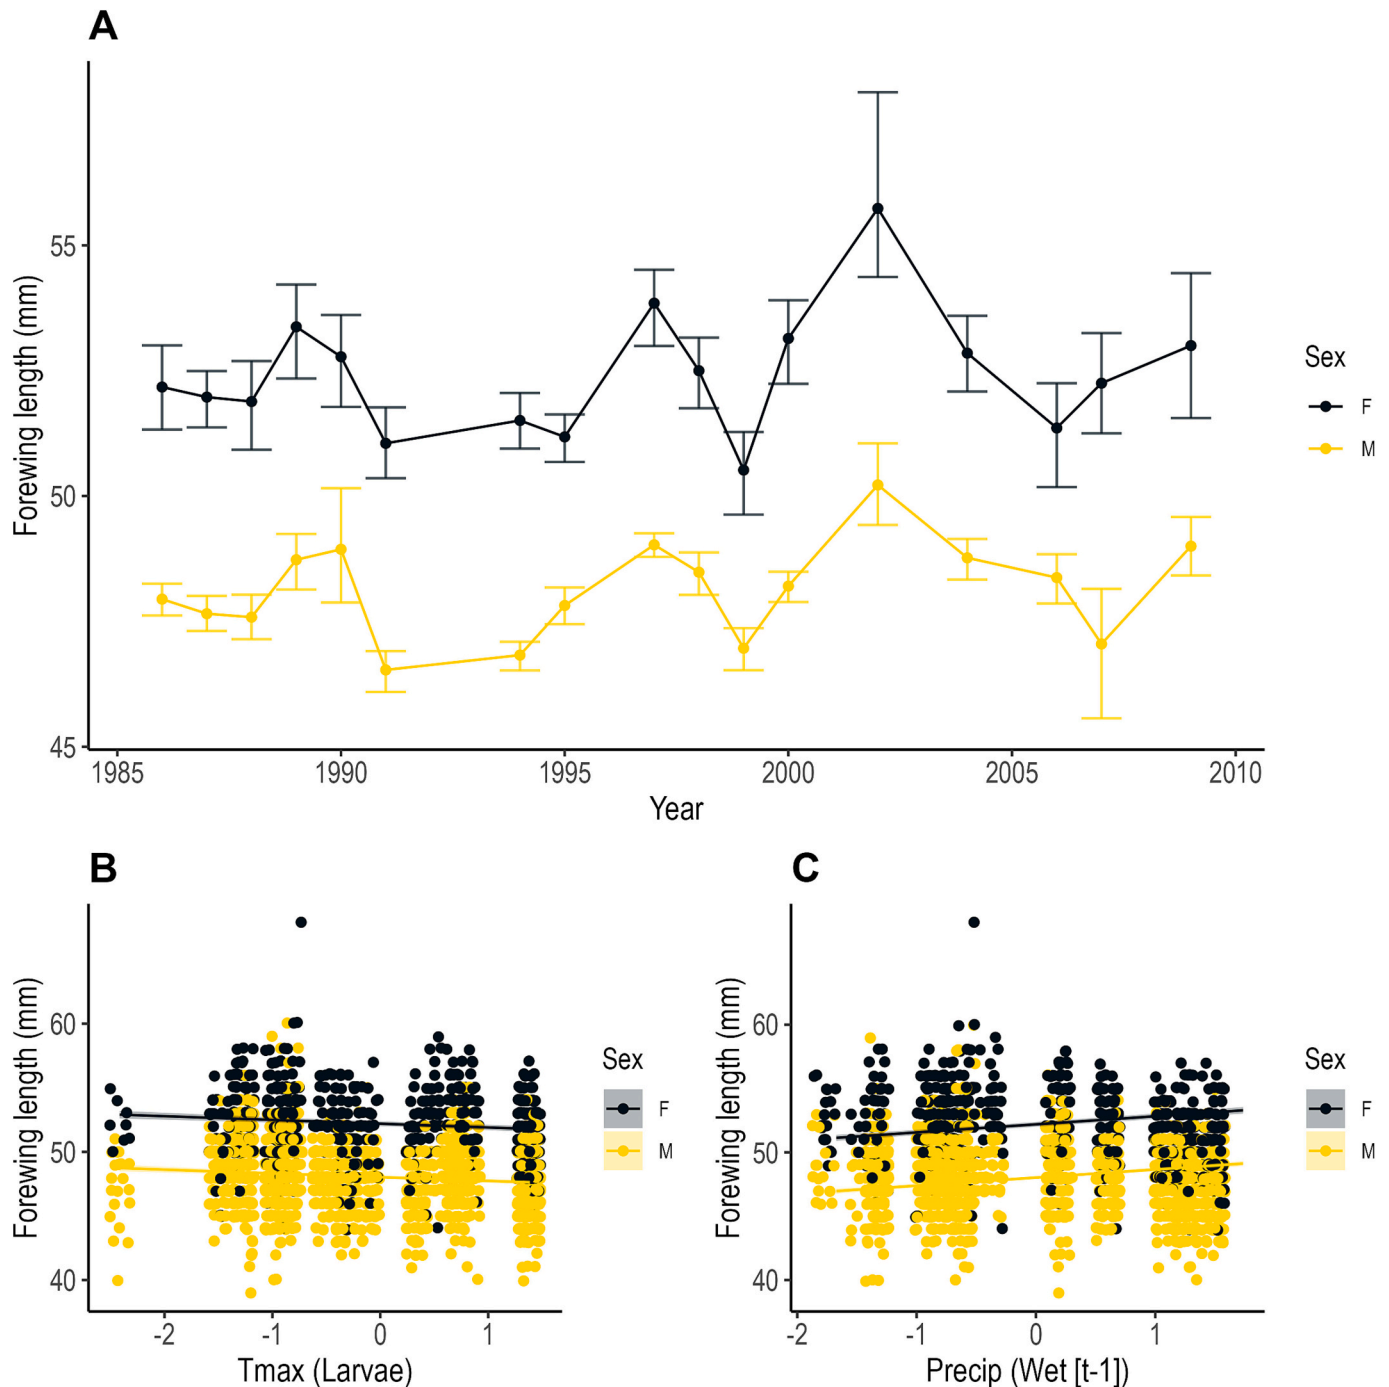 A
Forewing length (mm)
55
50
45
1985 1990 1995 2000 2005 2010
Year
Sex
F
M
B
Forewing length (mm)
60
50
40
-2 -1 0 1
Tmax (Larvae)
Sex
F
M
C
Forewing length (mm)
60
50
40
-2 -1 0 1
Precip (Wet [t-1])
Sex
F
M